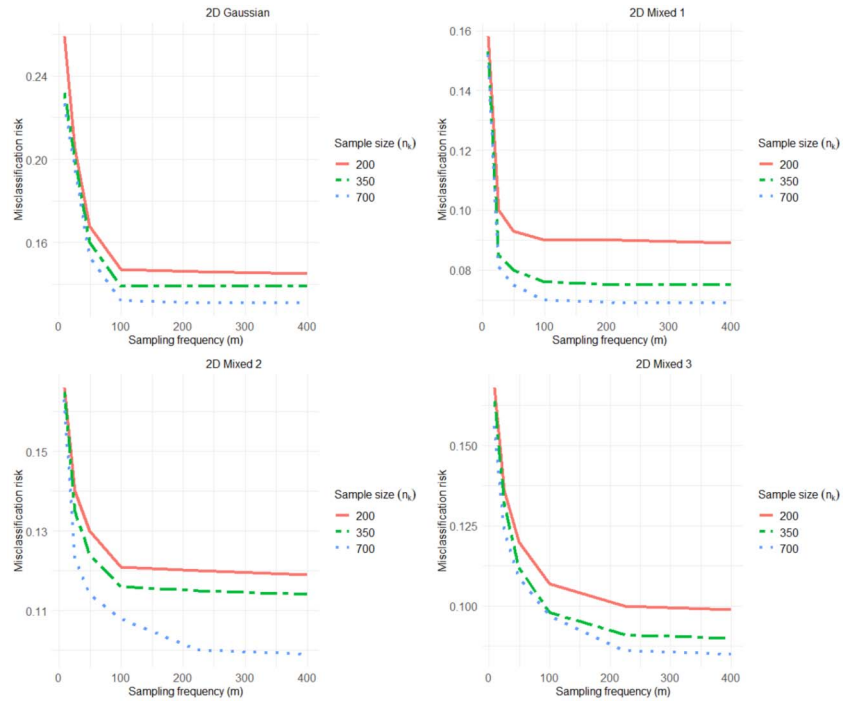 2D Gaussian
Misclassification risk
0.24
0.20
0.16
0 100 200 300 400
Sampling frequency (m)
Sample size (nk)
200
350
700
2D Mixed 1
Misclassification risk
0.16
0.14
0.12
0.10
0.08
0 100 200 300 400
Sampling frequency (m)
Sample size (nk)
200
350
700
2D Mixed 2
Misclassification risk
0.15
0.13
0.11
0 100 200 300 400
Sampling frequency (m)
Sample size (nk)
200
350
700
2D Mixed 3
Misclassification risk
0.150
0.125
0.100
0 100 200 300 400
Sampling frequency (m)
Sample size (nk)
200
350
700